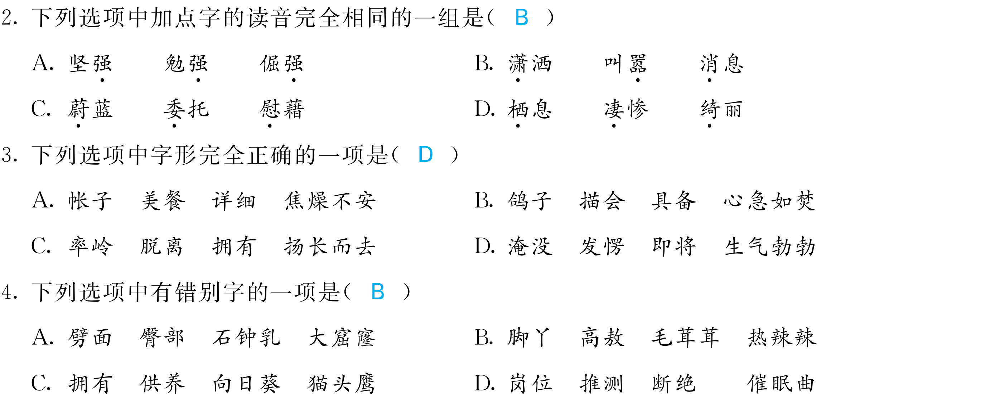 2. 下列选项中加点字的读音完全相同的一组是( B )
A. 坚强 勉强 倔强 B. 潇洒 叫嚣 消息
C. 蔚蓝 委托 慰藉 D. 栖息 凄惨 绮丽
3. 下列选项中字形完全正确的一项是( D )
A. 帐子 美餐 详细 焦燥不安 B. 鸽子 描会 具备 心急如焚
C. 率岭 脱离 拥有 扬长而去 D. 淹没 发愣 即将 生气勃勃
4. 下列选项中有错别字的一项是( B )
A. 劈面 臀部 石钟乳 大窟窿 B. 脚丫 高敖 毛茸茸 热辣辣
C. 拥有 供养 向日葵 猫头鹰 D. 岗位 推测 断绝 催眠曲